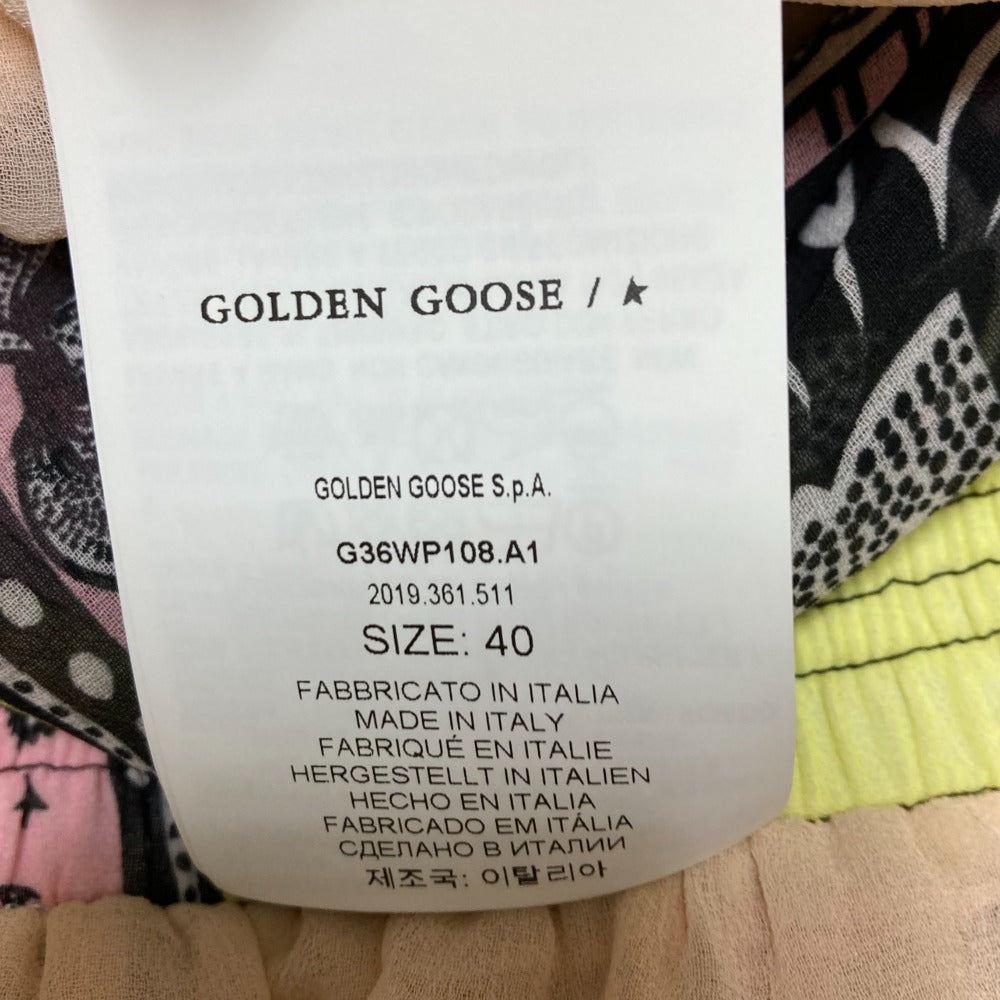 GOLDEN GOOSE / ★
GOLDEN GOOSE S.p.A.
G36WP108.A1
2019.361.511
SIZE: 40
FABBRICATO IN ITALIA
MADE IN ITALY
FABRIQUÉ EN ITALIE
HERGESTELLT IN ITALIEN
HECHO EN ITALIA
FABRICADO EM ITÁLIA
СДЕЛАНО В ИТАЛИИ
제조국: 이탈리아